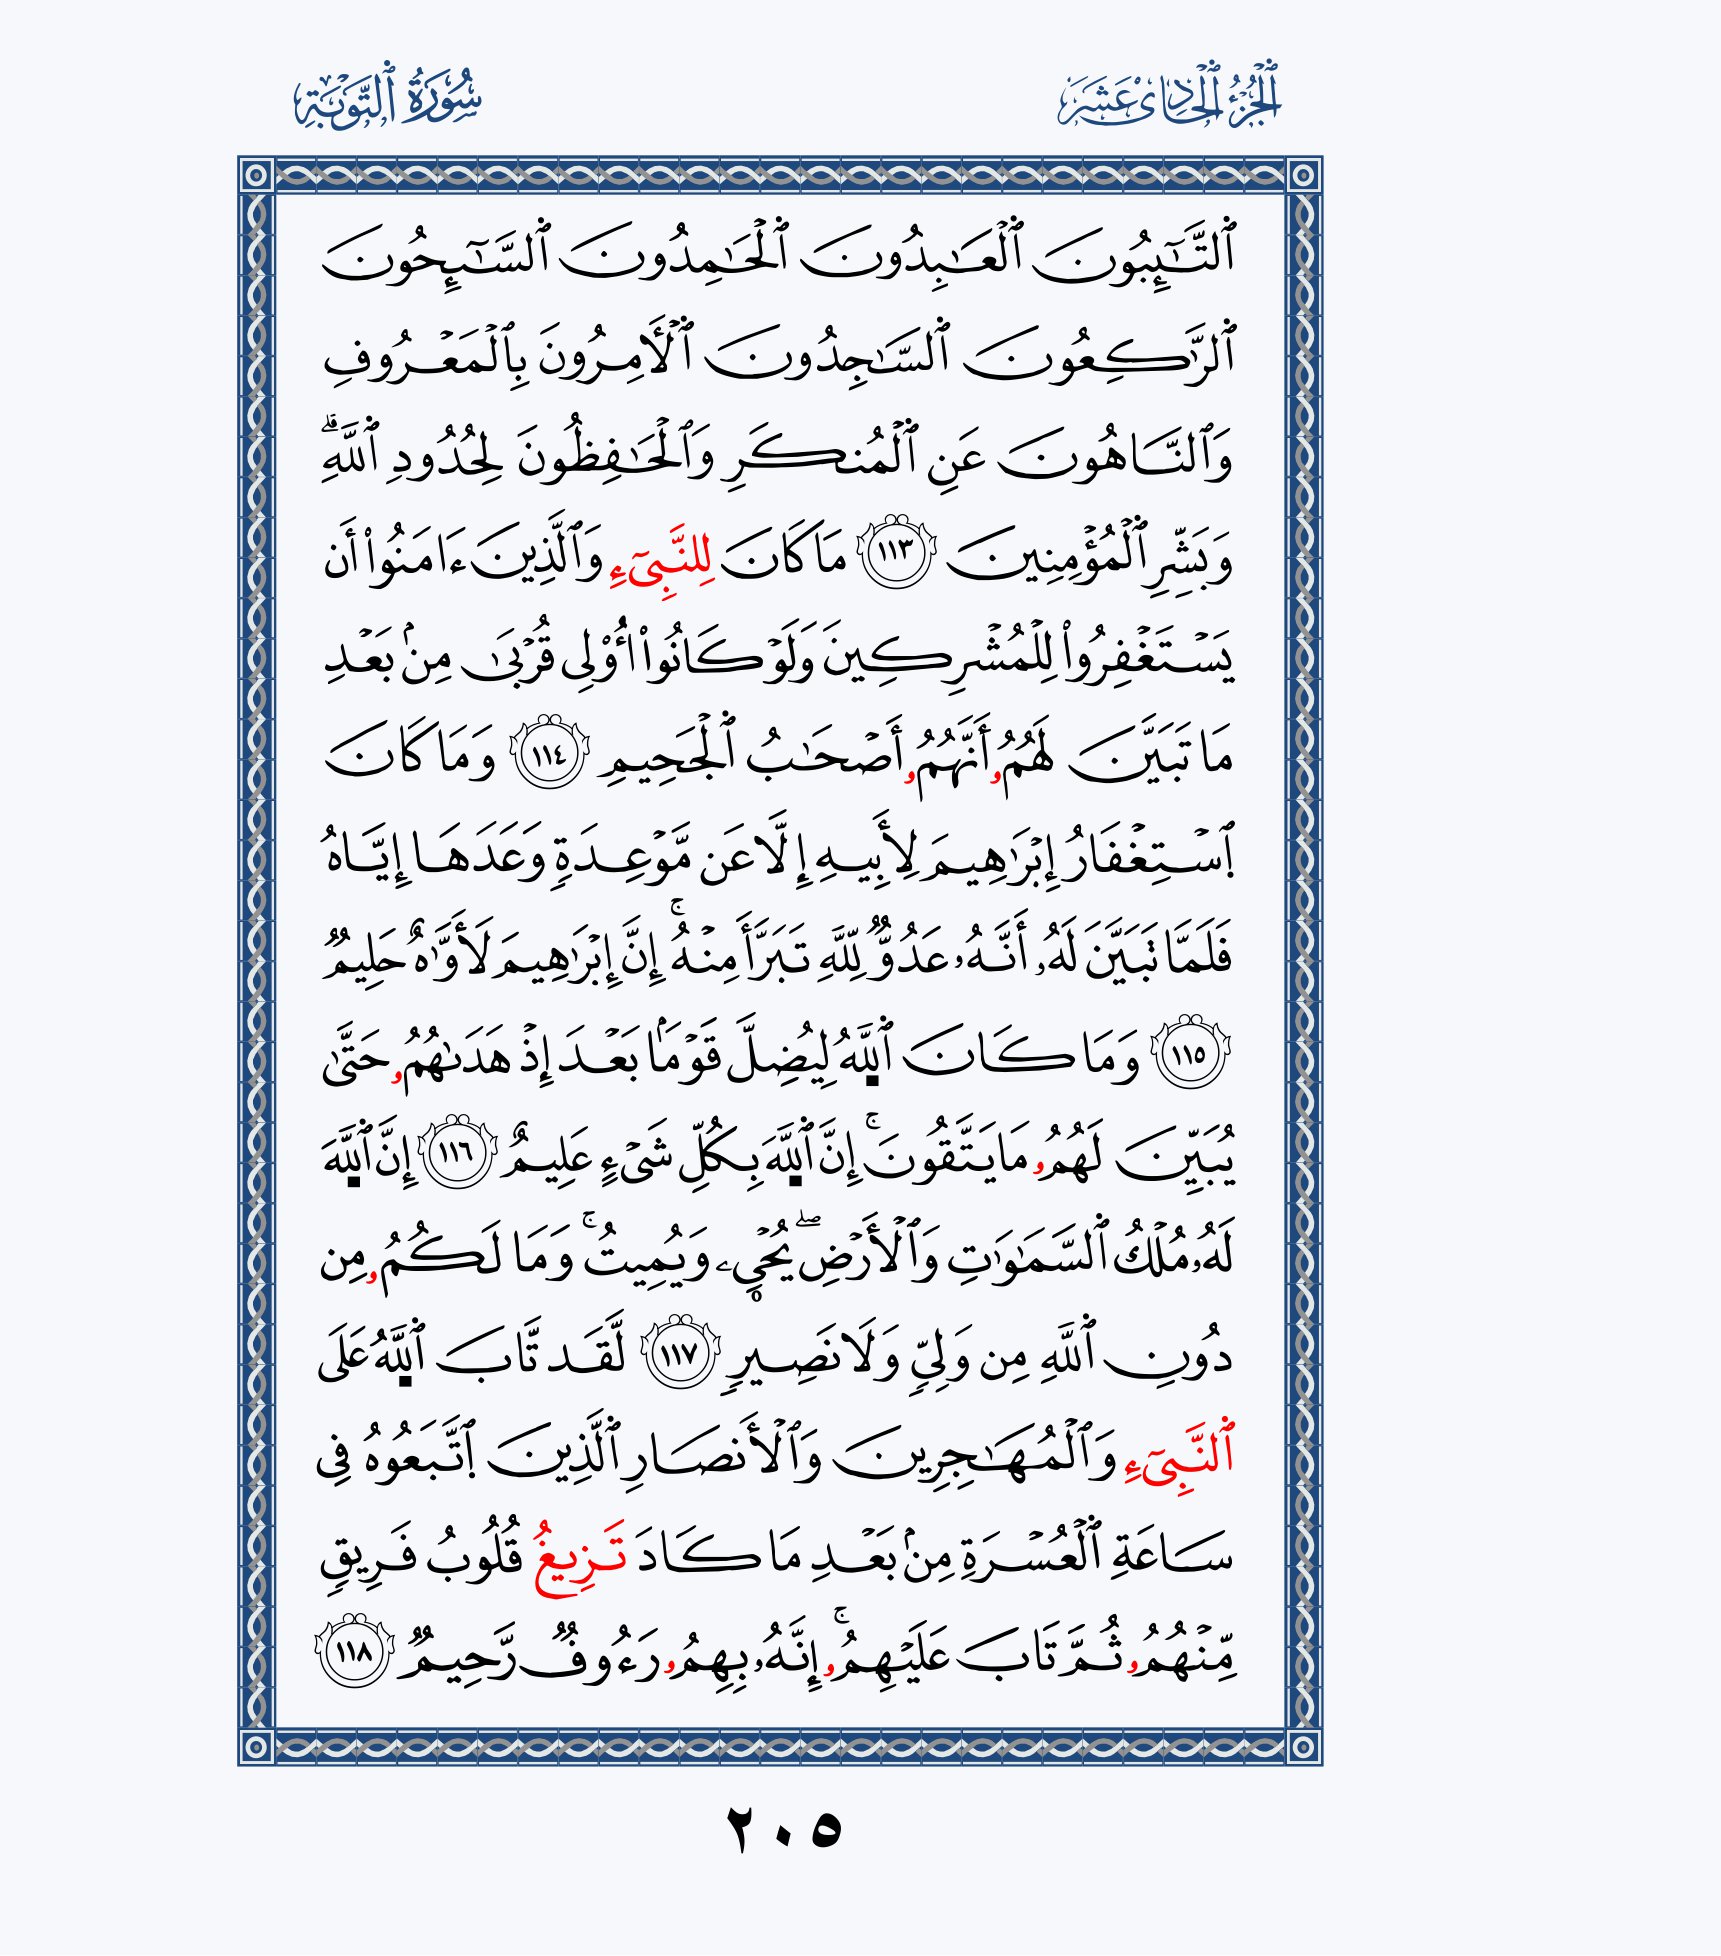 ٱلْجُزْءُ ٱلْحَادِى عَشَرَ
سُورَةُ ٱلتَّوْبَةِ
ٱلتَّـٰٓئِبُونَ ٱلْعَـٰبِدُونَ ٱلْحَـٰمِدُونَ ٱلسَّـٰٓئِحُونَ
ٱلرَّٰكِعُونَ ٱلسَّـٰجِدُونَ ٱلْأَمِرُونَ بِٱلْمَعْرُوفِ
وَٱلنَّاهُونَ عَنِ ٱلْمُنكَرِ وَٱلْحَـٰفِظُونَ لِحُدُودِ ٱللَّهِۗ
وَبَشِّرِ ٱلْمُؤْمِنِينَ ١١٣ مَا كَانَ لِلنَّبِىٓءِ وَٱلَّذِينَ ءَامَنُوا۟ أَن
يَسْتَغْفِرُوا۟ لِلْمُشْرِكِينَ وَلَوْ كَانُوا۟ أُو۟لِى قُرْبَىٰ مِنۢ بَعْدِ
مَا تَبَيَّنَ لَهُمُۥ أَنَّهُمُۥ أَصْحَـٰبُ ٱلْجَحِيمِ ١١٤ وَمَا كَانَ
ٱسْتِغْفَارُ إِبْرَٰهِيمَ لِأَبِيهِ إِلَّا عَن مَّوْعِدَةٍ وَعَدَهَا إِيَّاهُ
فَلَمَّا تَبَيَّنَ لَهُۥ أَنَّهُۥ عَدُوٌّ لِّلَّهِ تَبَرَّأَ مِنْهُۚ إِنَّ إِبْرَٰهِيمَ لَأَوَّٰهٌ حَلِيمٌ
١١٥ وَمَا كَانَ ٱللَّهُ لِيُضِلَّ قَوْمَۢا بَعْدَ إِذْ هَدَىٰهُمُۥ حَتَّىٰ
يُبَيِّنَ لَهُمُۥ مَا يَتَّقُونَۚ إِنَّ ٱللَّهَ بِكُلِّ شَىْءٍ عَلِيمٌ ١١٦ إِنَّ ٱللَّهَ
لَهُۥ مُلْكُ ٱلسَّمَـٰوَٰتِ وَٱلْأَرْضِۖ يُحْىِۦ وَيُمِيتُۚ وَمَا لَكُمُۥ مِن
دُونِ ٱللَّهِ مِن وَلِىٍّ وَلَا نَصِيرٍ ١١٧ لَّقَد تَّابَ ٱللَّهُ عَلَى
ٱلنَّبِىٓءِ وَٱلْمُهَـٰجِرِينَ وَٱلْأَنصَارِ ٱلَّذِينَ ٱتَّبَعُوهُ فِى
سَاعَةِ ٱلْعُسْرَةِ مِنۢ بَعْدِ مَا كَادَ تَزِيغُ قُلُوبُ فَرِيقٍ
مِّنْهُمُۥ ثُمَّ تَابَ عَلَيْهِمُۥۚ إِنَّهُۥ بِهِمُۥ رَءُوفٌ رَّحِيمٌ ١١٨
٢٠٥